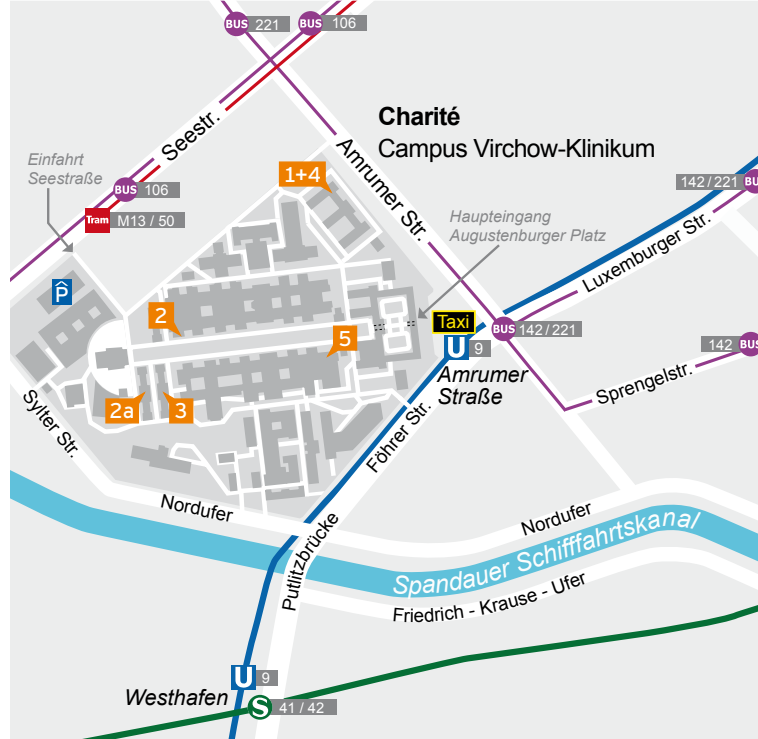 BUS 221
BUS 106
Charité
Campus Virchow-Klinikum
Seestr.
Amrumer Str.
Einfahrt
Seestraße
1+4
BUS 106
Tram M13 / 50
142 / 221 BUS
Haupteingang
Augustenburger Platz
Luxemburger Str.
P
2
5
Taxi
BUS 142/221
U 9
142 BUS
Amrumer
Straße
Sprengelstr.
2a
3
Sylter Str.
Föhrer Str.
Nordufer
Nordufer
Putlitzbrücke
Spandauer Schifffahrtskanal
Friedrich - Krause - Ufer
U 9
Westhafen
S 41 / 42